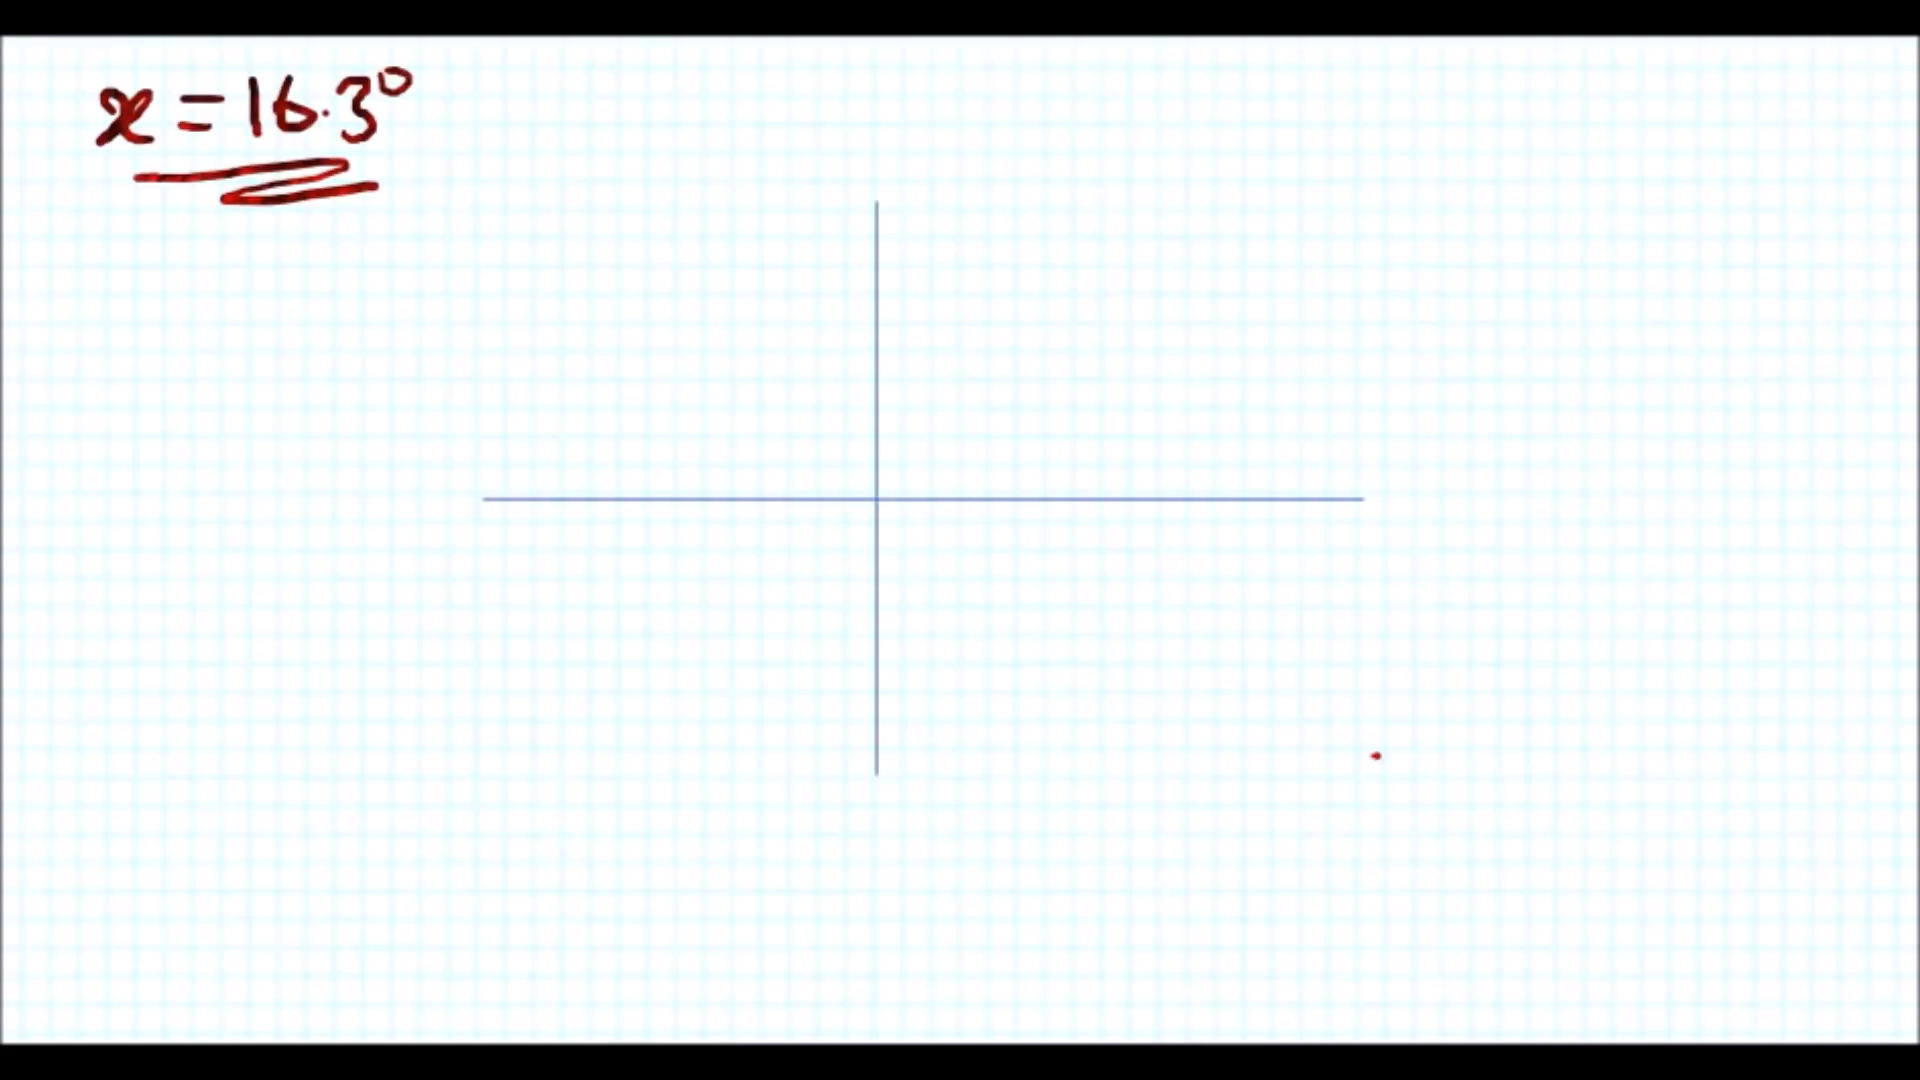 x = 16.3°